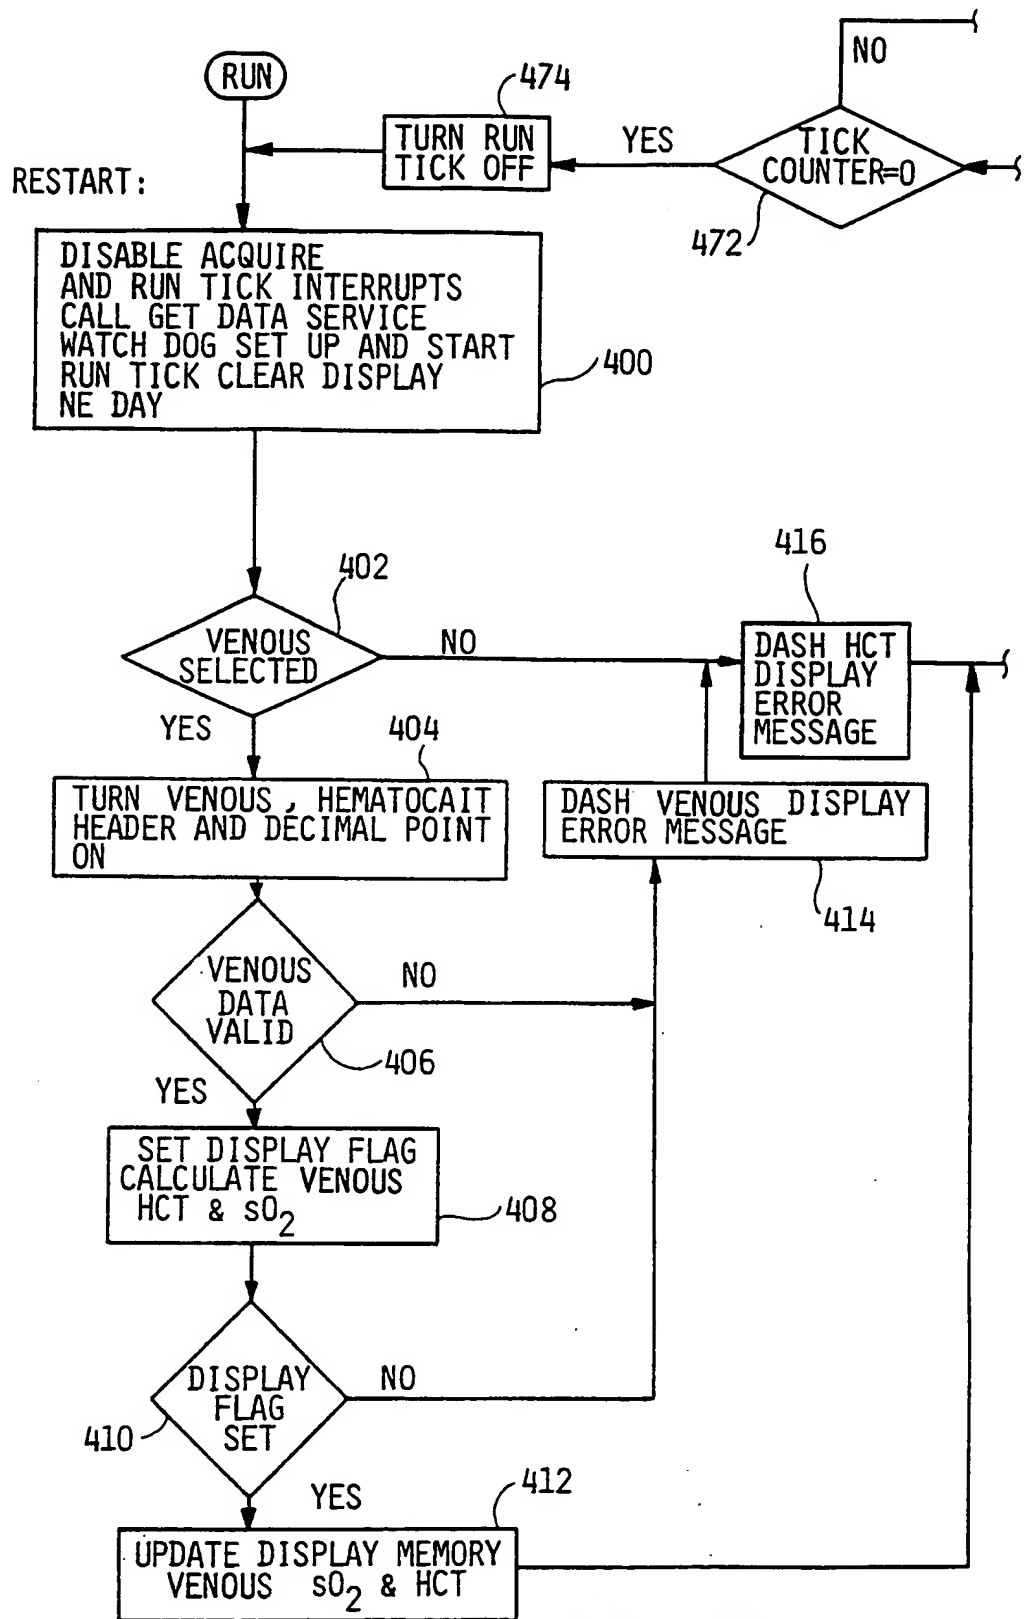 RUN
474
NO
TURN RUN
TICK OFF
YES
TICK
COUNTER=0
RESTART:
472
DISABLE ACQUIRE
AND RUN TICK INTERRUPTS
CALL GET DATA SERVICE
WATCH DOG SET UP AND START
RUN TICK CLEAR DISPLAY
NE DAY
400
402
416
VENOUS
SELECTED
NO
DASH HCT
DISPLAY
ERROR
MESSAGE
YES
404
TURN VENOUS, HEMATOCAIT
HEADER AND DECIMAL POINT
ON
DASH VENOUS DISPLAY
ERROR MESSAGE
414
VENOUS
DATA
VALID
NO
406
YES
SET DISPLAY FLAG
CALCULATE VENOUS
HCT & sO2
408
DISPLAY
FLAG
SET
NO
410
YES
412
UPDATE DISPLAY MEMORY
VENOUS sO2 & HCT